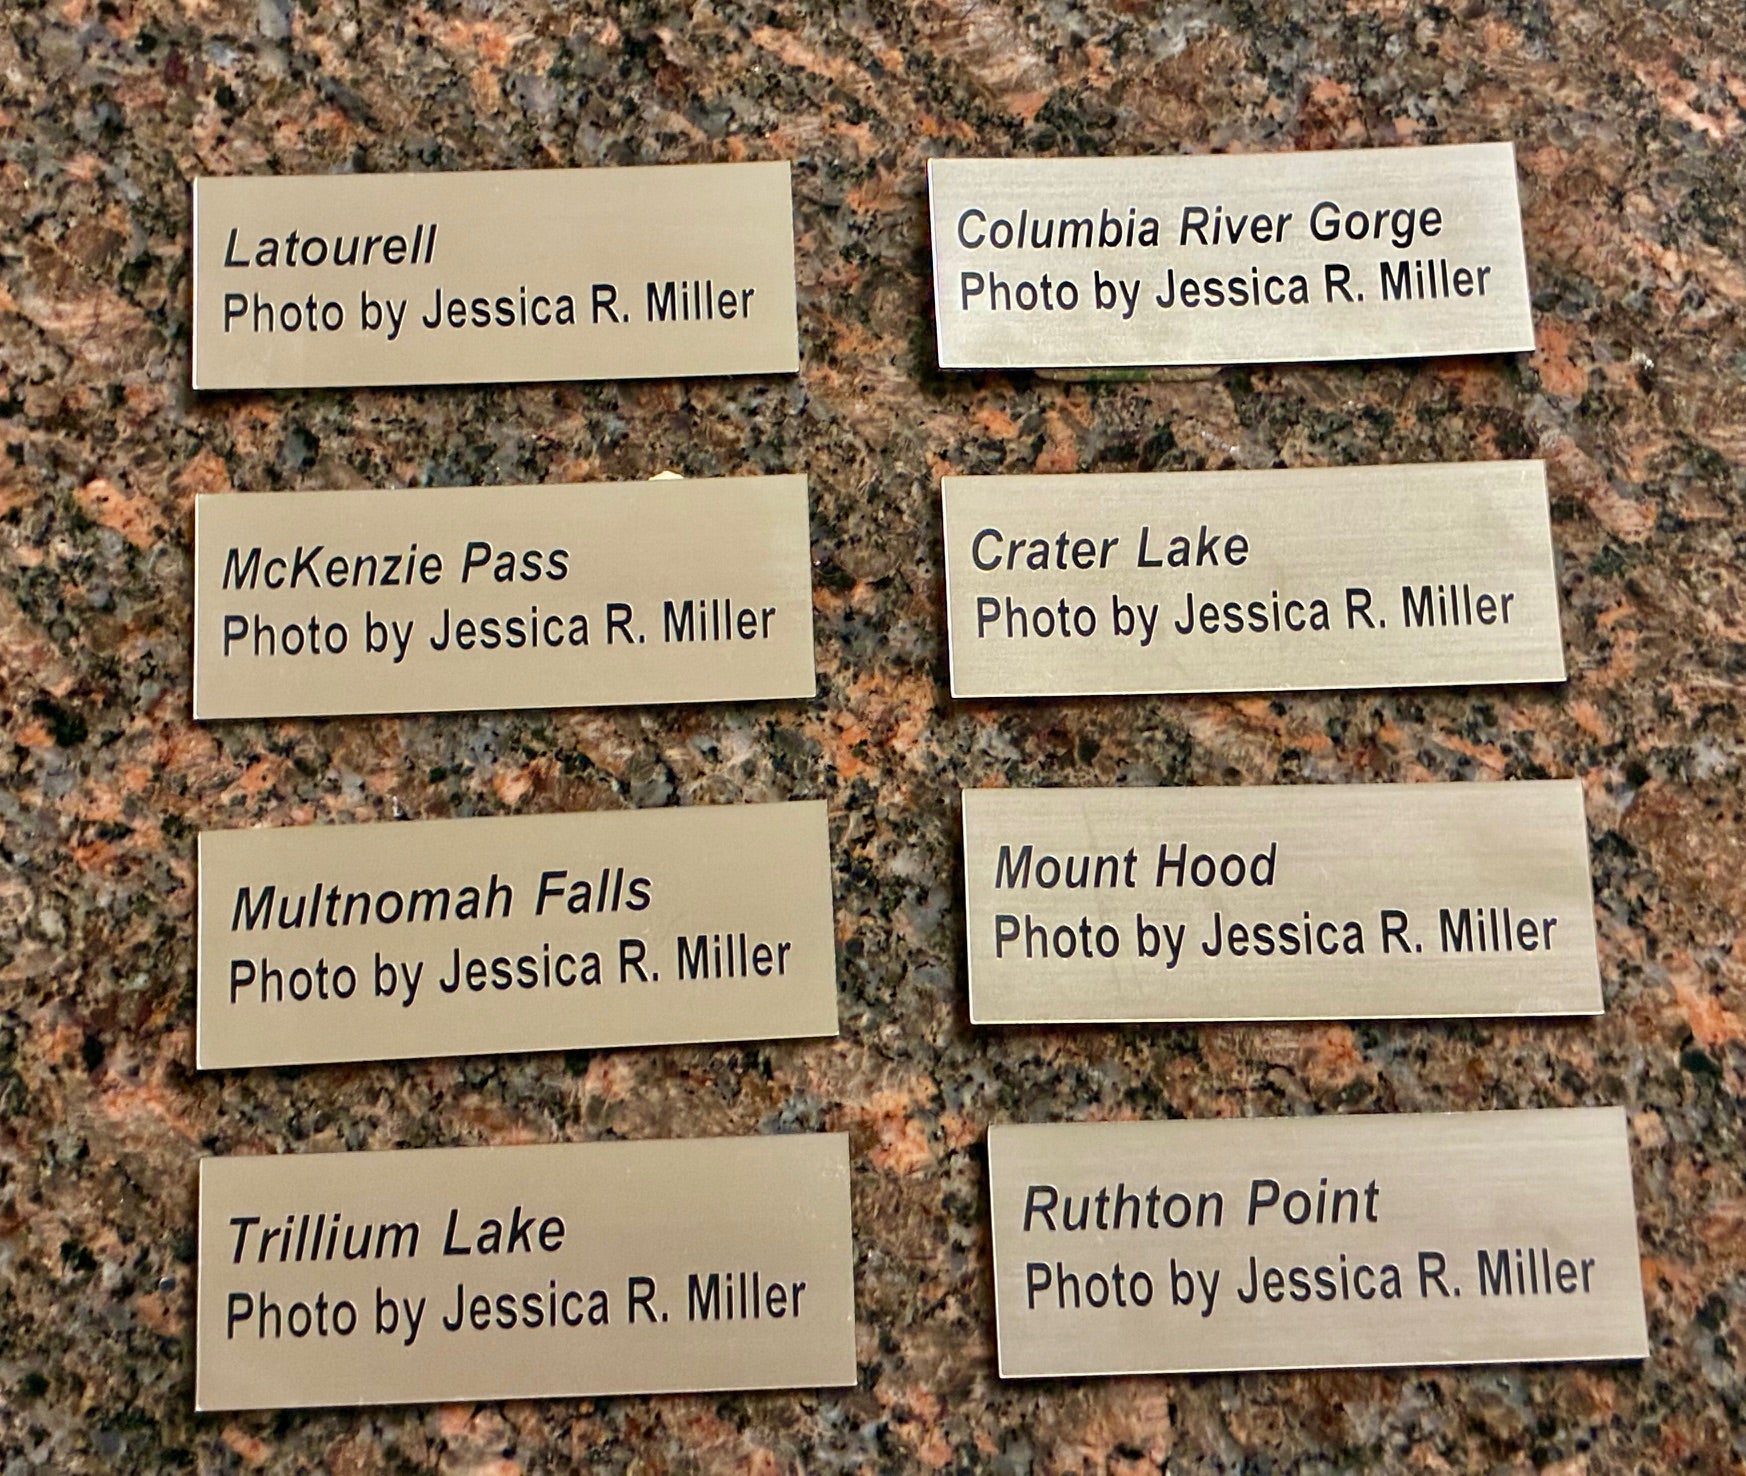 Latourell
Photo by Jessica R. Miller
Columbia River Gorge
Photo by Jessica R. Miller
McKenzie Pass
Photo by Jessica R. Miller
Crater Lake
Photo by Jessica R. Miller
Multnomah Falls
Photo by Jessica R. Miller
Mount Hood
Photo by Jessica R. Miller
Trillium Lake
Photo by Jessica R. Miller
Ruthton Point
Photo by Jessica R. Miller